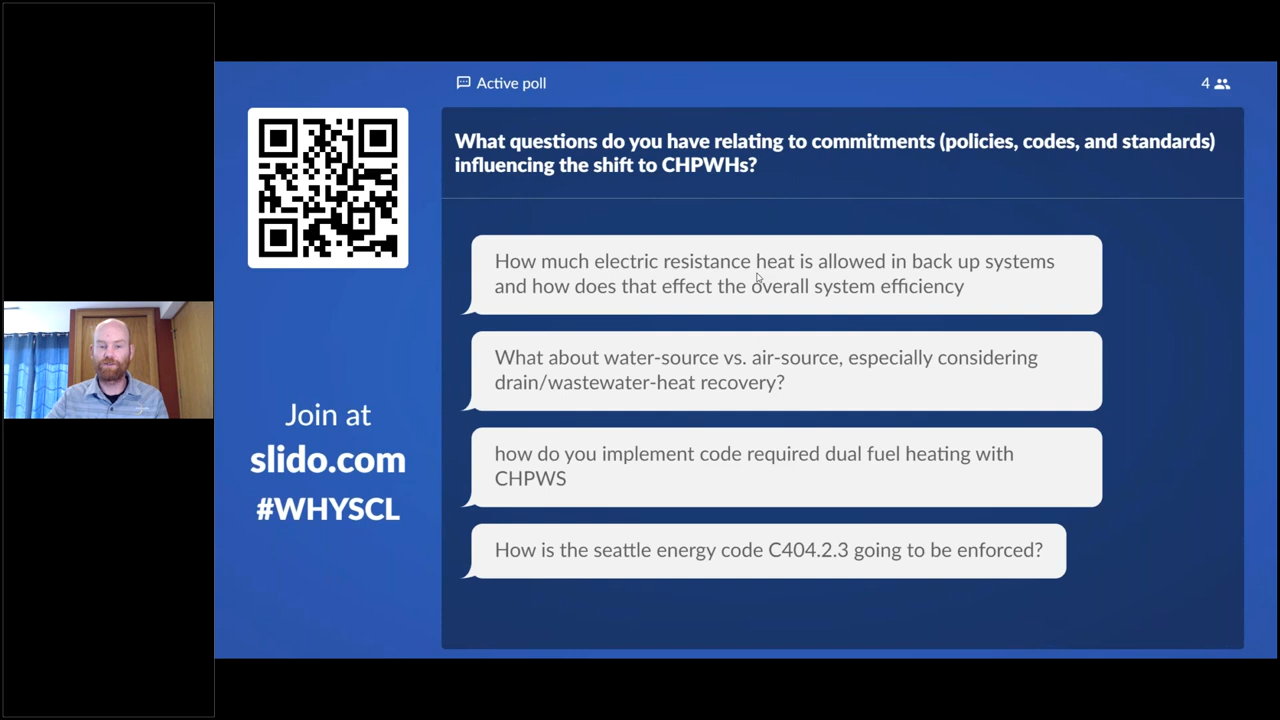 Active poll
4
What questions do you have relating to commitments (policies, codes, and standards)
influencing the shift to CHPWHs?
How much electric resistance heat is allowed in back up systems
and how does that effect the overall system efficiency
What about water-source vs. air-source, especially considering
drain/wastewater-heat recovery?
how do you implement code required dual fuel heating with
CHPWS
How is the seattle energy code C404.2.3 going to be enforced?
Join at
slido.com
#WHYSCL